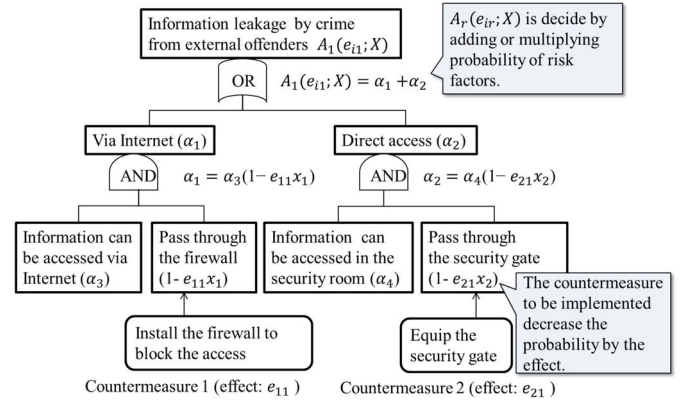 Information leakage by crime
from external offenders A₁(eᵢ₁; X)
Aᵣ(eᵢᵣ; X) is decide by
adding or multiplying
probability of risk
factors.
OR
A₁(eᵢ₁; X) = α₁ +α₂
Via Internet (α₁)
Direct access (α₂)
AND
α₁ = α₃(1− e₁₁x₁)
AND
α₂ = α₄(1− e₂₁x₂)
Information can
be accessed via
Internet (α₃)
Pass through
the firewall
(1- e₁₁x₁)
Information can
be accessed in the
security room (α₄)
Pass through
the security gate
(1- e₂₁x₂)
The countermeasure
to be implemented
decrease the
probability by the
effect.
Install the firewall to
block the access
Equip the
security gate
Countermeasure 1 (effect: e₁₁ )
Countermeasure 2 (effect: e₂₁ )